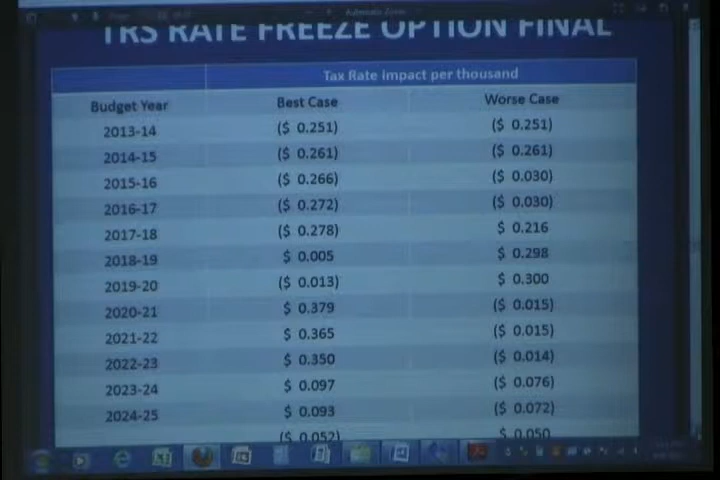 TRS RATE FREEZE OPTION FINAL
Tax Rate impact per thousand
Budget Year Best Case Worse Case
2013-14 ($ 0.251) ($ 0.251)
2014-15 ($ 0.261) ($ 0.261)
2015-16 ($ 0.266) ($ 0.030)
2016-17 ($ 0.272) ($ 0.030)
2017-18 ($ 0.278) $ 0.216
2018-19 $ 0.005 $ 0.298
2019-20 ($ 0.013) $ 0.300
2020-21 $ 0.379 ($ 0.015)
2021-22 $ 0.365 ($ 0.015)
2022-23 $ 0.350 ($ 0.014)
2023-24 $ 0.097 ($ 0.076)
2024-25 $ 0.093 ($ 0.072)
($ 0.052) $ 0.050